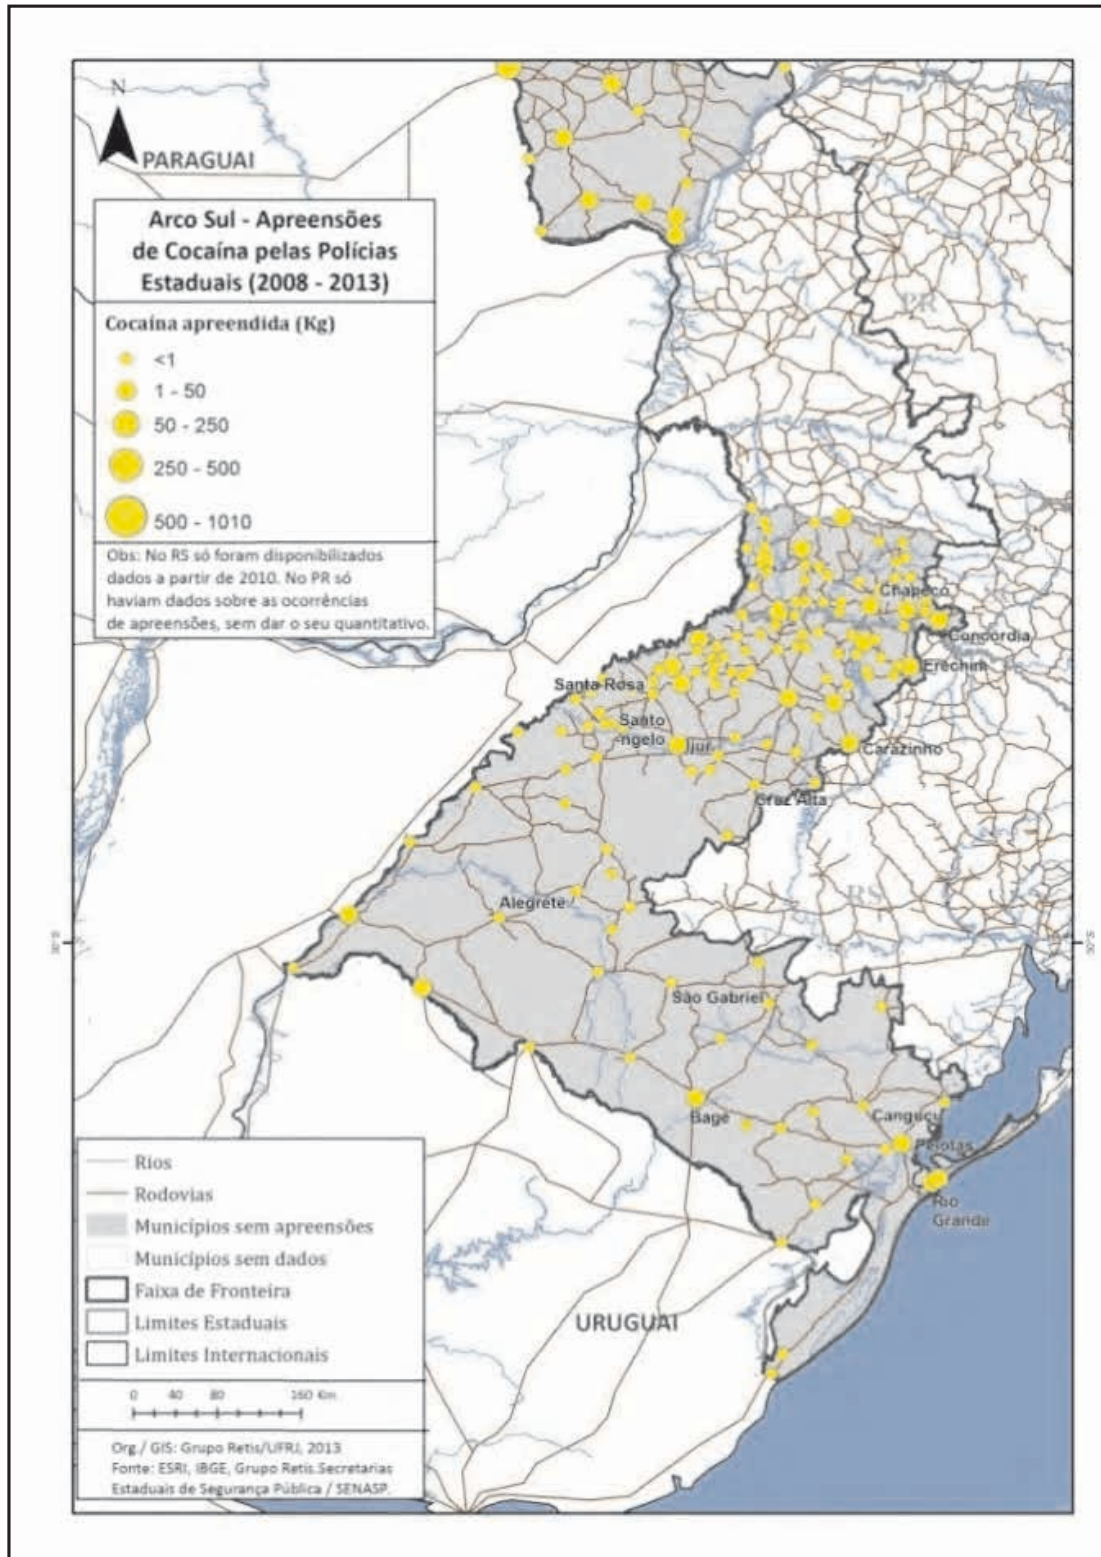 N
PARAGUAI
Arco Sul - Apreensões
de Cocaína pelas Polícias
Estaduais (2008 - 2013)
Cocaína apreendida (Kg)
<1
1 - 50
50 - 250
250 - 500
500 - 1010
Obs: No RS só foram disponibilizados
dados a partir de 2010. No PR só
haviam dados sobre as ocorrências
de apreensões, sem dar o seu quantitativo.
PR
Chapecó
Concórdia
Erechim
Santa Rosa
Santo
ngelo
Ijuí
Carazinho
Cruz Alta
RS
Alegrete
30°S
30°S
São Gabriel
Bagé
Canguçu
Pelotas
Rio
Grande
URUGUAI
Rios
Rodovias
Municípios sem apreensões
Municípios sem dados
Faixa de Fronteira
Limites Estaduais
Limites Internacionais
0 40 80 160 Km
Org./ GIS: Grupo Retis/UFRJ, 2013
Fonte: ESRI, IBGE, Grupo Retis.Secretarias
Estaduais de Segurança Pública / SENASP.